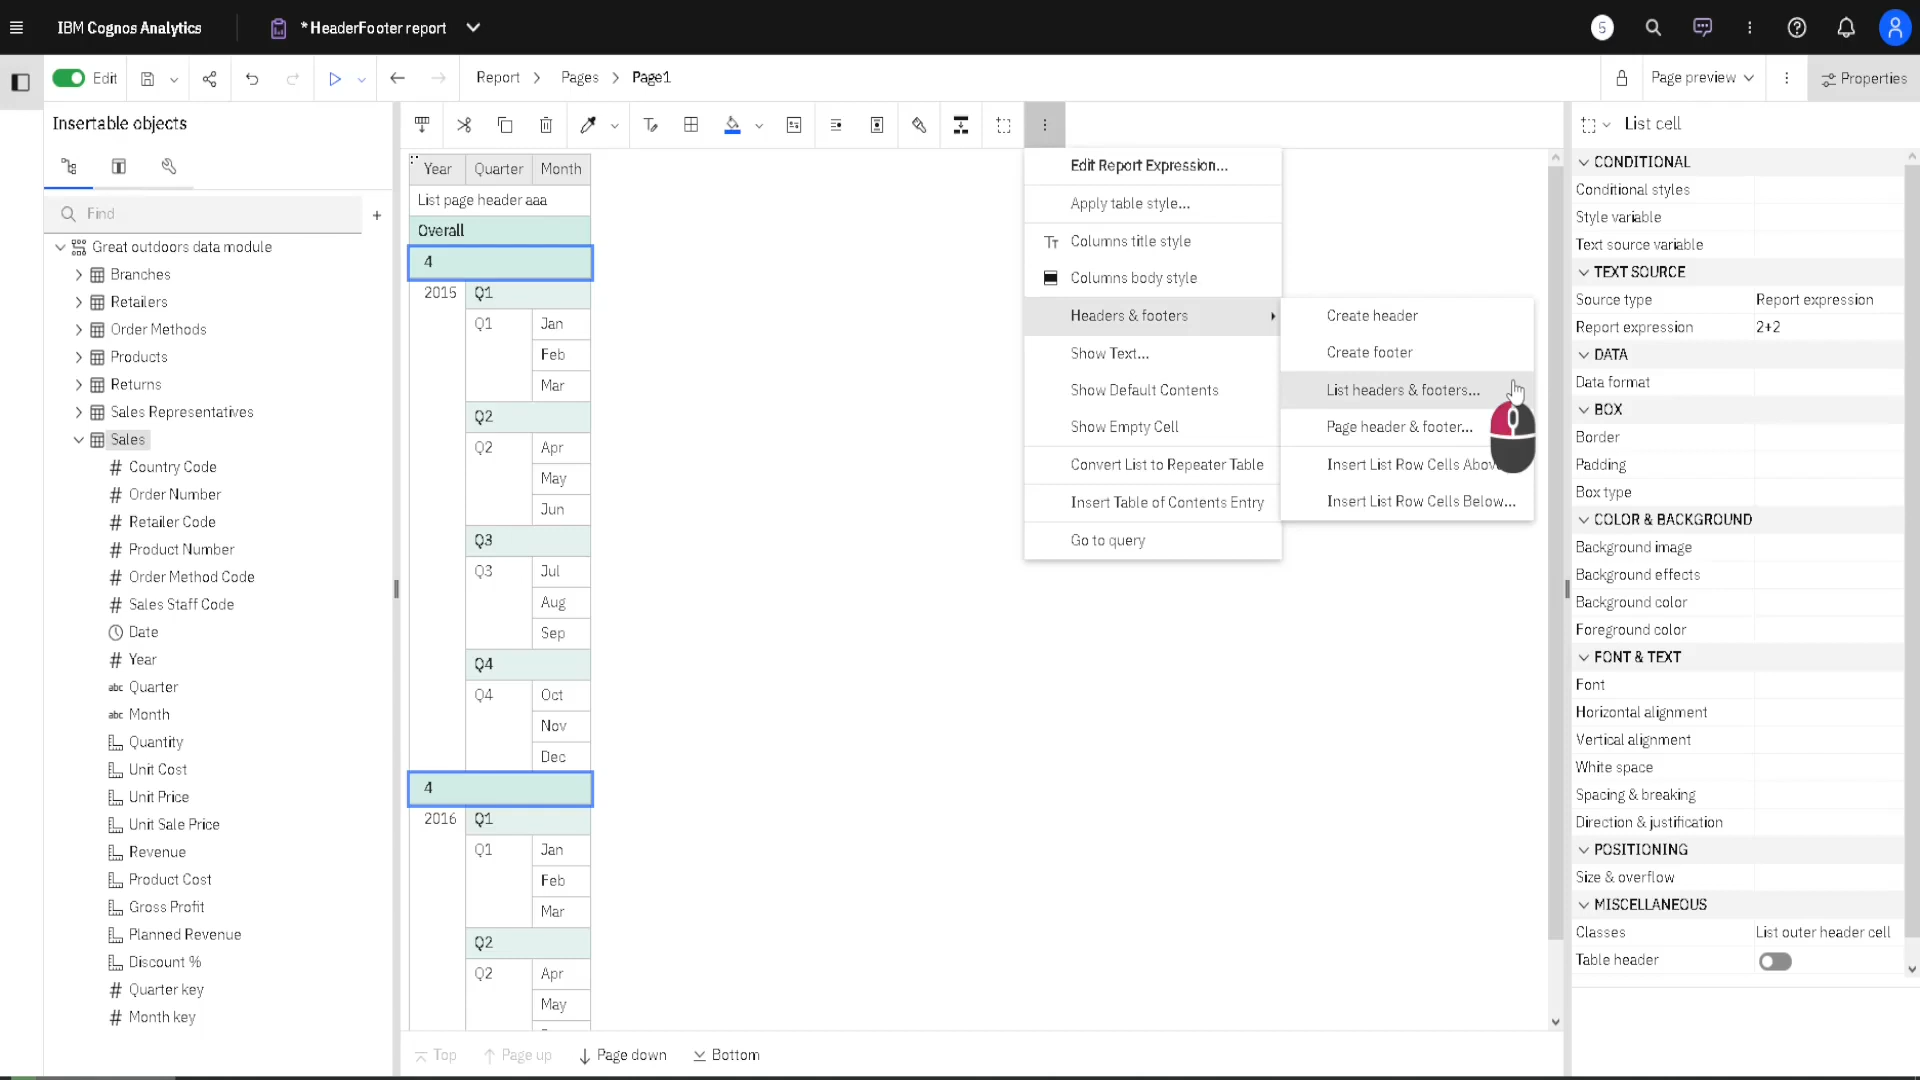 IBM Cognos Analytics
* HeaderFooter report
5
Edit
Report > Pages > Page1
Page preview
Properties
Insertable objects
Find
Great outdoors data module
Branches
Retailers
Order Methods
Products
Returns
Sales Representatives
Sales
# Country Code
# Order Number
# Retailer Code
# Product Number
# Order Method Code
# Sales Staff Code
Date
# Year
abc Quarter
abc Month
Quantity
Unit Cost
Unit Price
Unit Sale Price
Revenue
Product Cost
Gross Profit
Planned Revenue
Discount %
# Quarter key
# Month key
Year Quarter Month
List page header aaa
Overall
4
2015 Q1
Q1 Jan
Feb
Mar
Q2
Q2 Apr
May
Jun
Q3
Q3 Jul
Aug
Sep
Q4
Q4 Oct
Nov
Dec
4
2016 Q1
Q1 Jan
Feb
Mar
Q2
Q2 Apr
May
Top Page up Page down Bottom
Edit Report Expression...
Apply table style...
Tт Columns title style
Columns body style
Headers & footers
Show Text...
Show Default Contents
Show Empty Cell
Convert List to Repeater Table
Insert Table of Contents Entry
Go to query
Create header
Create footer
List headers & footers...
Page header & footer...
Insert List Row Cells Abov
Insert List Row Cells Below...
List cell
CONDITIONAL
Conditional styles
Style variable
Text source variable
TEXT SOURCE
Source type Report expression
Report expression 2+2
DATA
Data format
BOX
Border
Padding
Box type
COLOR & BACKGROUND
Background image
Background effects
Background color
Foreground color
FONT & TEXT
Font
Horizontal alignment
Vertical alignment
White space
Spacing & breaking
Direction & justification
POSITIONING
Size & overflow
MISCELLANEOUS
Classes List outer header cell
Table header